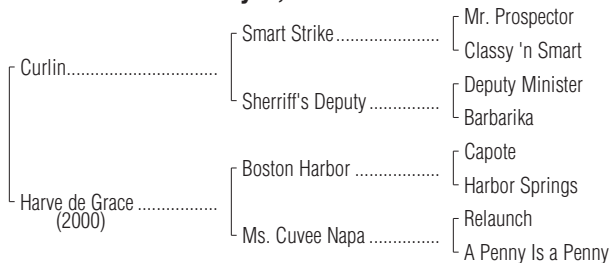 Mr. Prospector
Smart Strike....................
Classy 'n Smart
Curlin.............................
Deputy Minister
Sherriff's Deputy ...............
Barbarika
Capote
Boston Harbor ..................
Harbor Springs
Harve de Grace ................
(2000)
Relaunch
Ms. Cuvee Napa ...............
A Penny Is a Penny